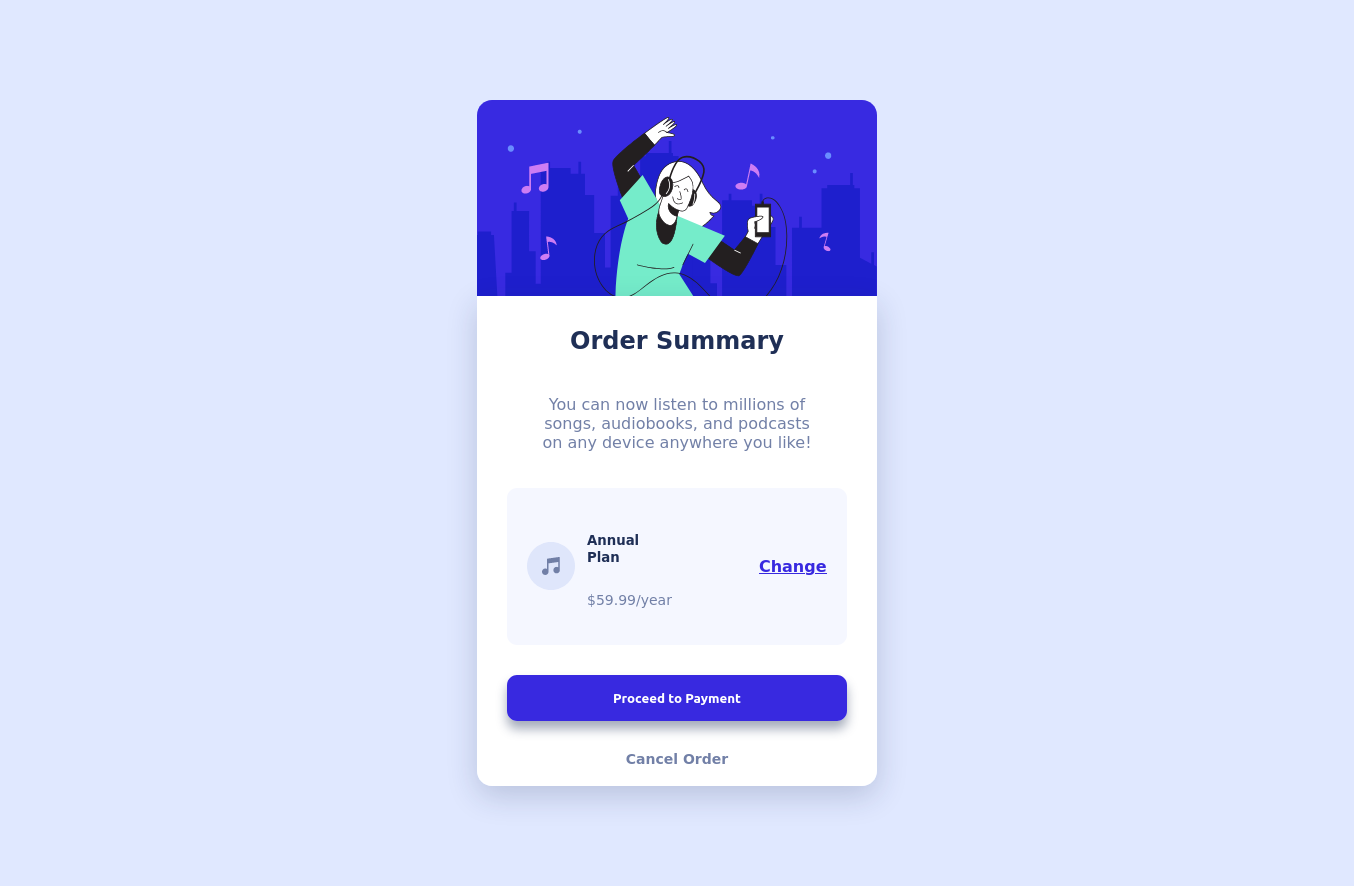 Order Summary
You can now listen to millions of
songs, audiobooks, and podcasts
on any device anywhere you like!
Annual
Plan
$59.99/year
Change
Proceed to Payment
Cancel Order